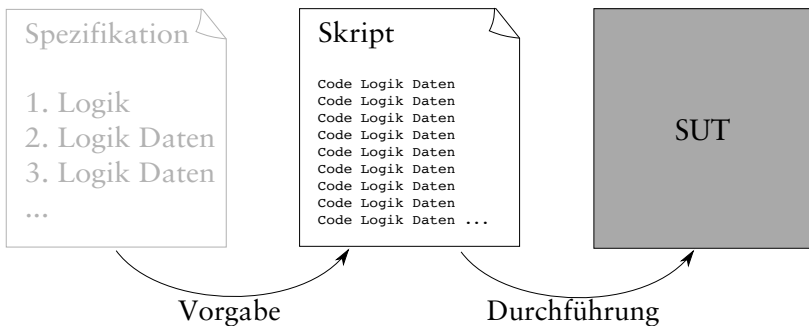 Spezifikation
1. Logik
2. Logik Daten
3. Logik Daten
...
Skript
Code Logik Daten
Code Logik Daten
Code Logik Daten
Code Logik Daten
Code Logik Daten
Code Logik Daten
Code Logik Daten
Code Logik Daten
Code Logik Daten ...
SUT
Vorgabe
Durchführung